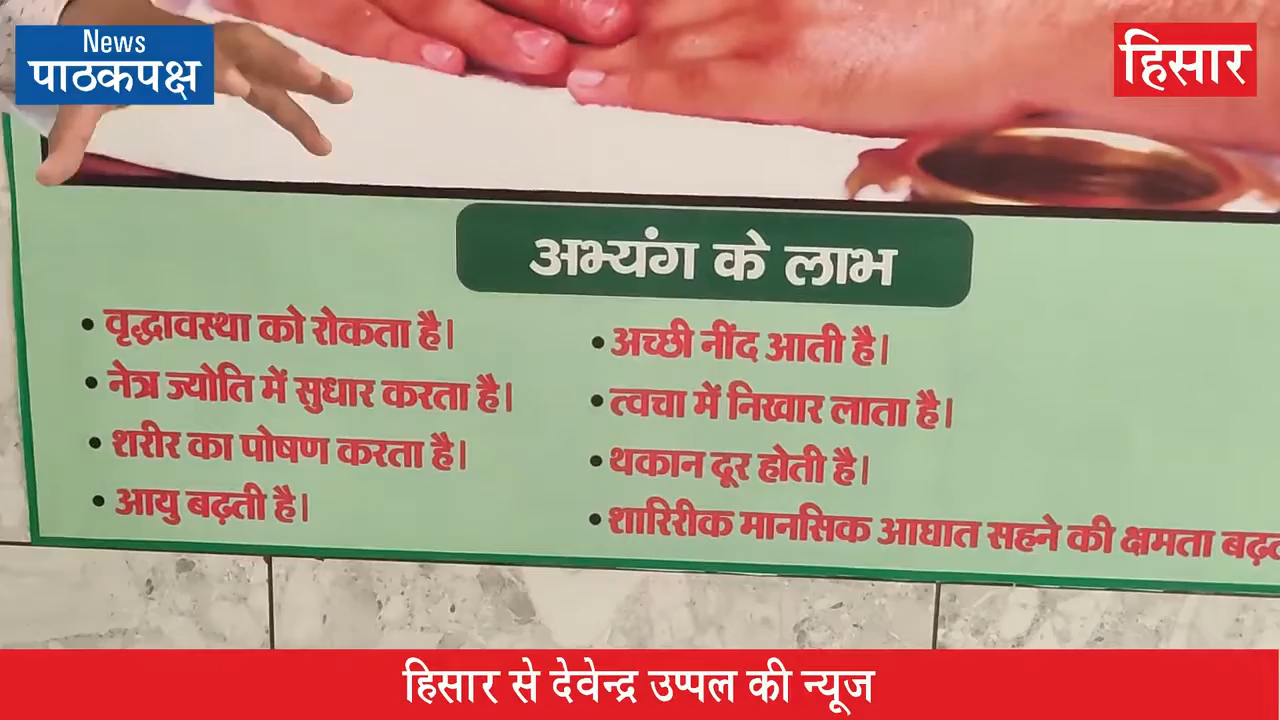 News
पाठकपक्ष
हिसार
अभ्यंग के लाभ
• वृद्धावस्था को रोकता है।
• नेत्र ज्योति में सुधार करता है।
• शरीर का पोषण करता है।
• आयु बढ़ती है।
• अच्छी नींद आती है।
• त्वचा में निखार लाता है।
• थकान दूर होती है।
• शारिरीक मानसिक आघात सहने की क्षमता
हिसार से देवेन्द्र उप्पल की न्यूज